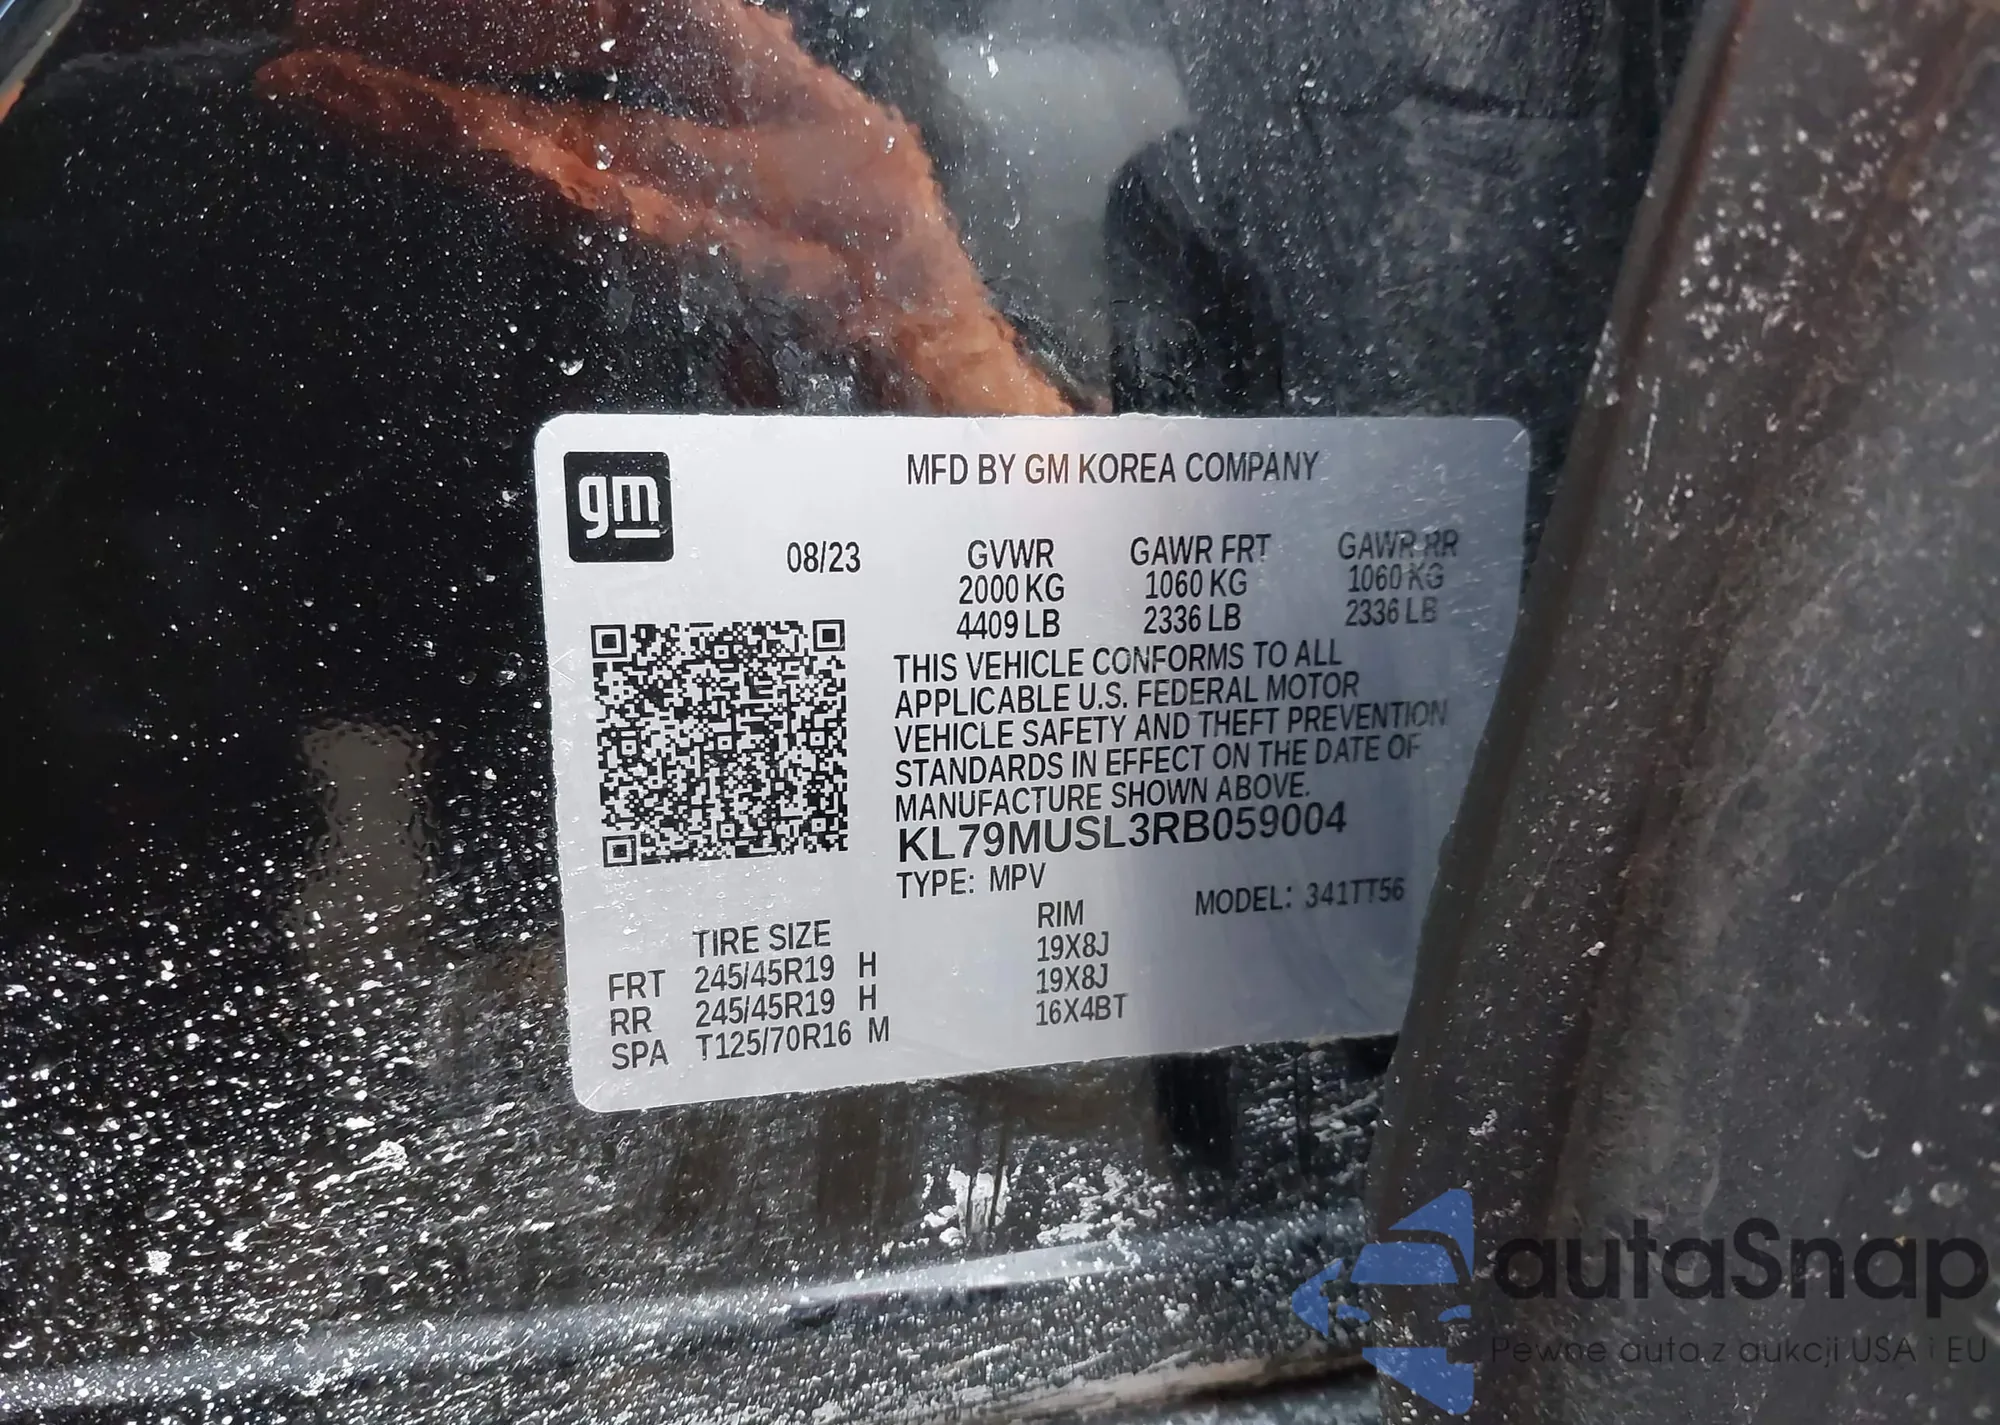 gm
MFD BY GM KOREA COMPANY
08/23 GVWR GAWR FRT GAWR RR
2000 KG 1060 KG 1060 KG
4409 LB 2336 LB 2336 LB
THIS VEHICLE CONFORMS TO ALL
APPLICABLE U.S. FEDERAL MOTOR
VEHICLE SAFETY AND THEFT PREVENTION
STANDARDS IN EFFECT ON THE DATE OF
MANUFACTURE SHOWN ABOVE.
KL79MUSL3RB059004
TYPE: MPV MODEL: 341TT56
TIRE SIZE RIM
FRT 245/45R19 H 19X8J
RR 245/45R19 H 19X8J
SPA T125/70R16 M 16X4BT
autaSnap
Pewne auta z aukcji USA i EU